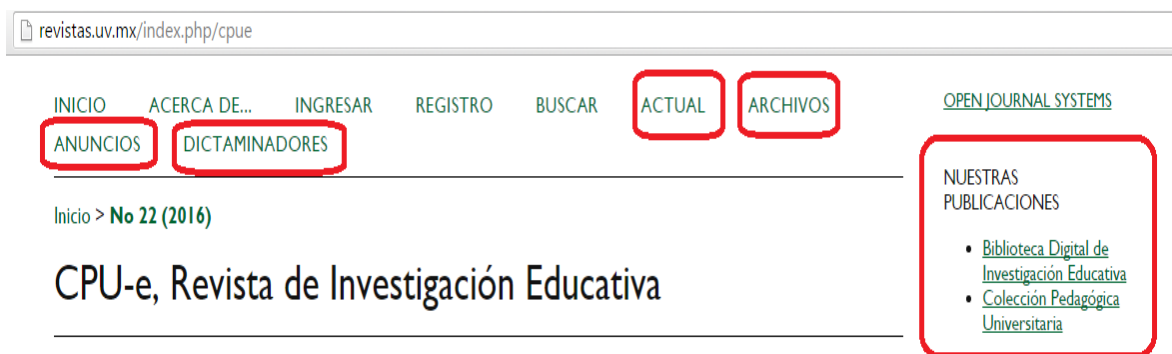 revistas.uv.mx/index.php/cpue
INICIO ACERCA DE... INGRESAR REGISTRO BUSCAR ACTUAL ARCHIVOS
ANUNCIOS DICTAMINADORES
Inicio > No 22 (2016)
CPU-e, Revista de Investigación Educativa
OPEN JOURNAL SYSTEMS
NUESTRAS
PUBLICACIONES
• Biblioteca Digital de
Investigación Educativa
• Colección Pedagógica
Universitaria